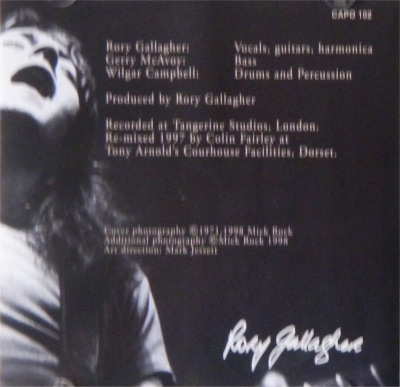 CAPO 102
Rory Gallagher: Vocals, guitars, harmonica
Gerry McAvoy: Bass
Wilgar Campbell: Drums and Percussion
Produced by Rory Gallagher
Recorded at Tangerine Studios, London.
Re-mixed 1997 by Colin Fairley at
Tony Arnold's Courthouse Facilities, Dorset.
Cover photography ©1971/1998 Mick Rock
Additional photography ©Mick Rock 1998
Art direction: Mark Jessett
Rory Gallagher